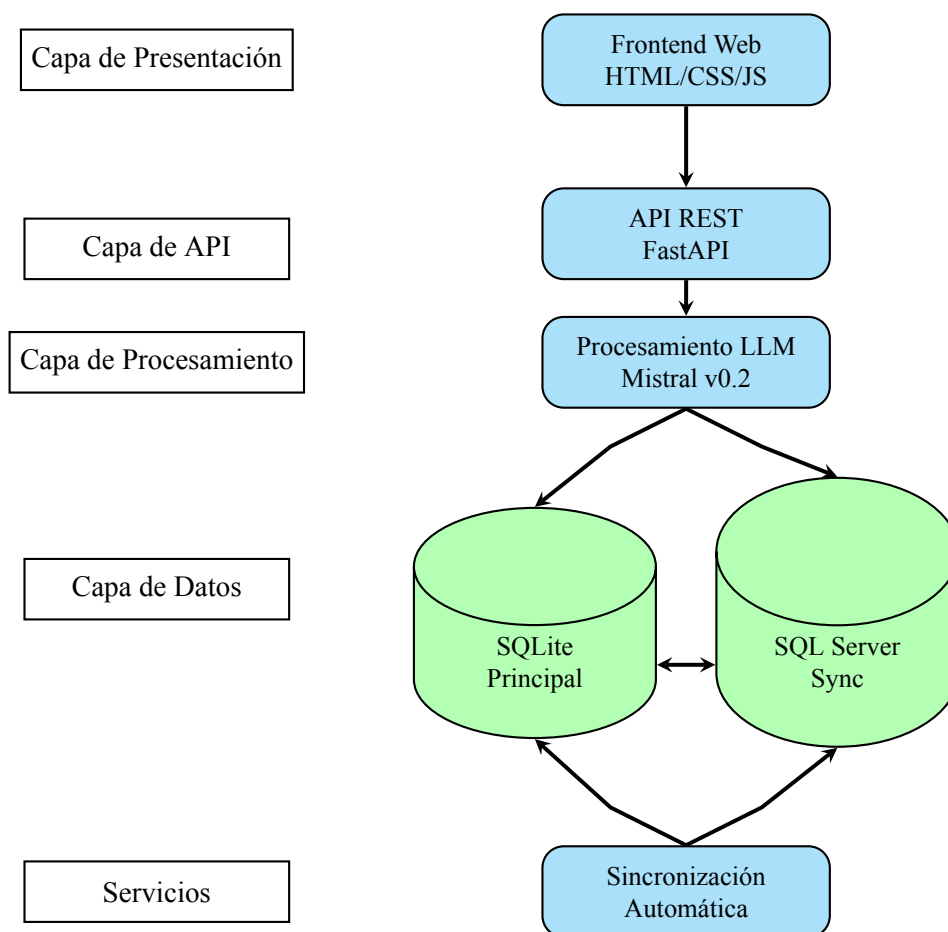 Capa de Presentación
Frontend Web
HTML/CSS/JS
Capa de API
API REST
FastAPI
Capa de Procesamiento
Procesamiento LLM
Mistral v0.2
Capa de Datos
SQLite
Principal
SQL Server
Sync
Servicios
Sincronización
Automática